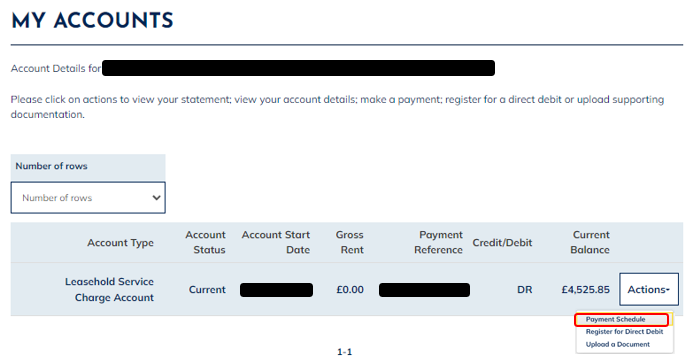 MY ACCOUNTS
Account Details for
Please click on actions to view your statement; view your account details; make a payment; register for a direct debit or upload supporting
documentation.
Number of rows
Number of rows
Account Type Account Status Account Start Date Gross Rent Payment Reference Credit/Debit Current Balance
Leasehold Service Charge Account Current £0.00 DR £4,525.85 Actions
Payment Schedule
Register for Direct Debit
Upload a Document
1-1